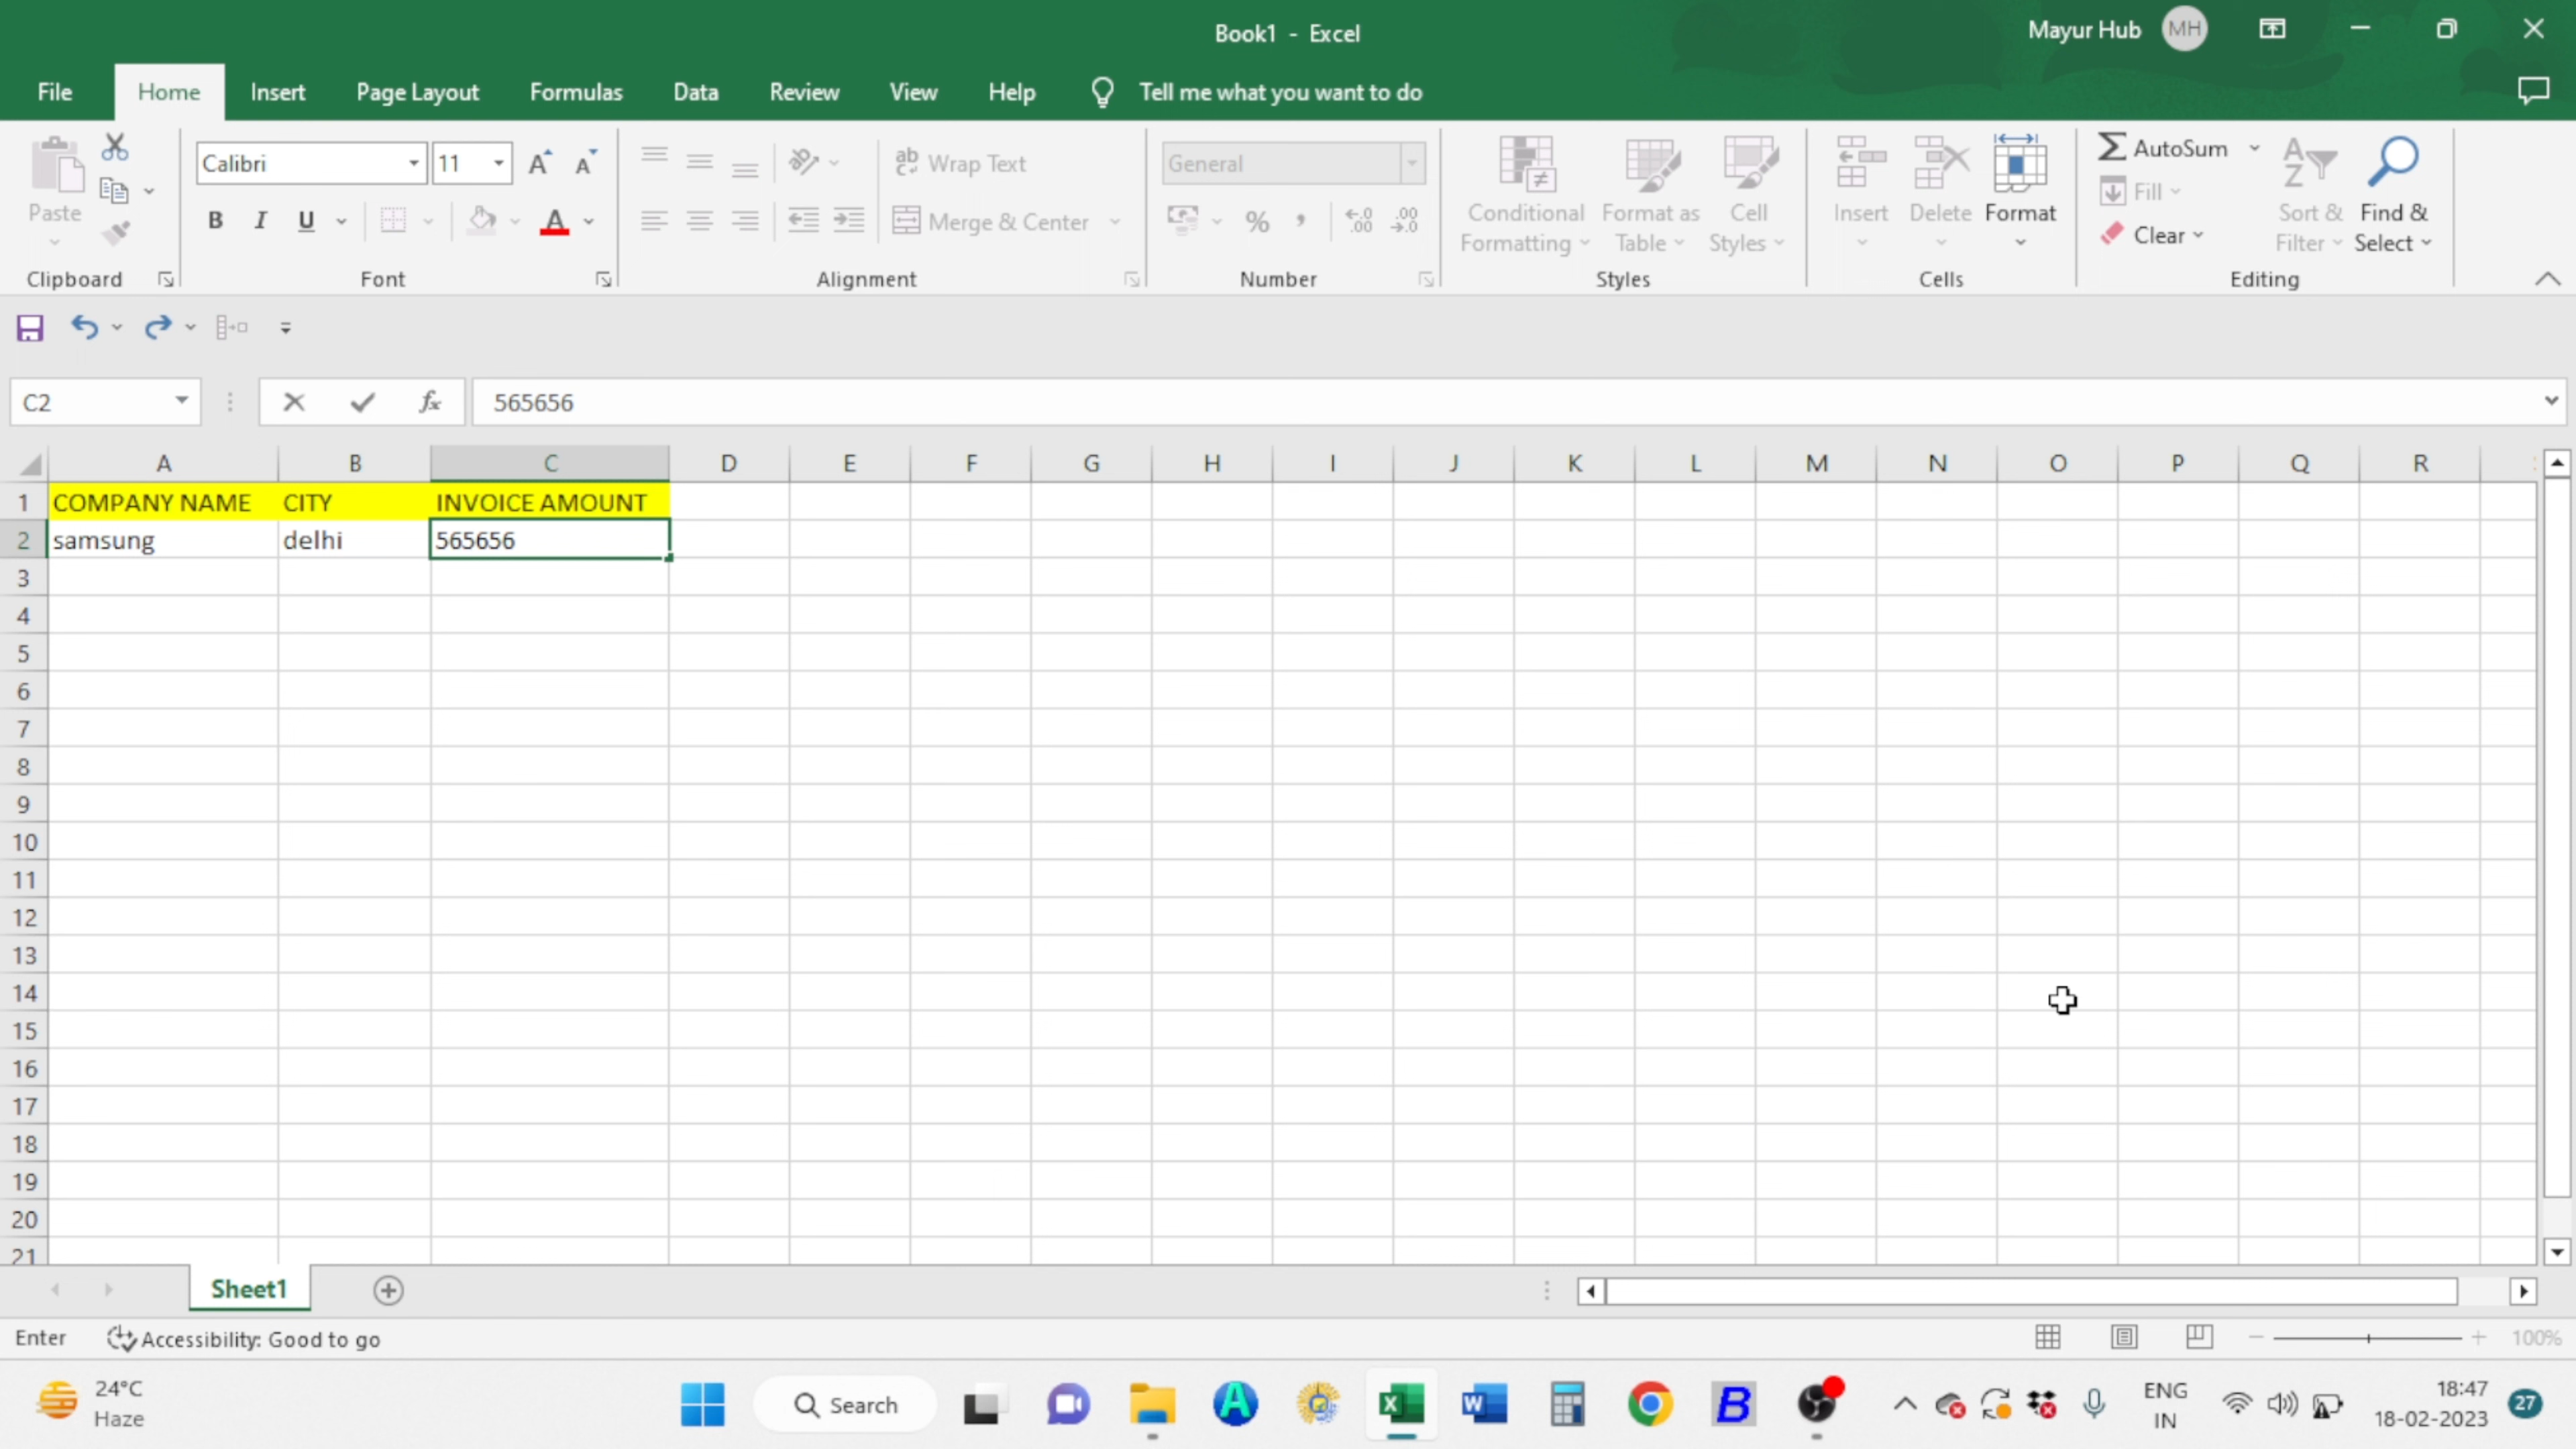 Book1 - Excel
Mayur Hub MH
File Home Insert Page Layout Formulas Data Review View Help Tell me what you want to do
Calibri 11 ab Wrap Text General AutoSum
Paste Conditional Format as Cell Insert Delete Format Fill Sort & Find &
B I U A Merge & Center % Formatting Table Styles Clear Filter Select
Clipboard Font Alignment Number Styles Cells Editing
C2 fx 565656
A B C D E F G H I J K L M N O P Q R
1 COMPANY NAME CITY INVOICE AMOUNT
2 samsung delhi 565656
3
4
5
6
7
8
9
10
11
12
13
14
15
16
17
18
19
20
21
Sheet1
Enter Accessibility: Good to go 100%
24°C ENG 18:47
Haze Search IN 18-02-2023 27